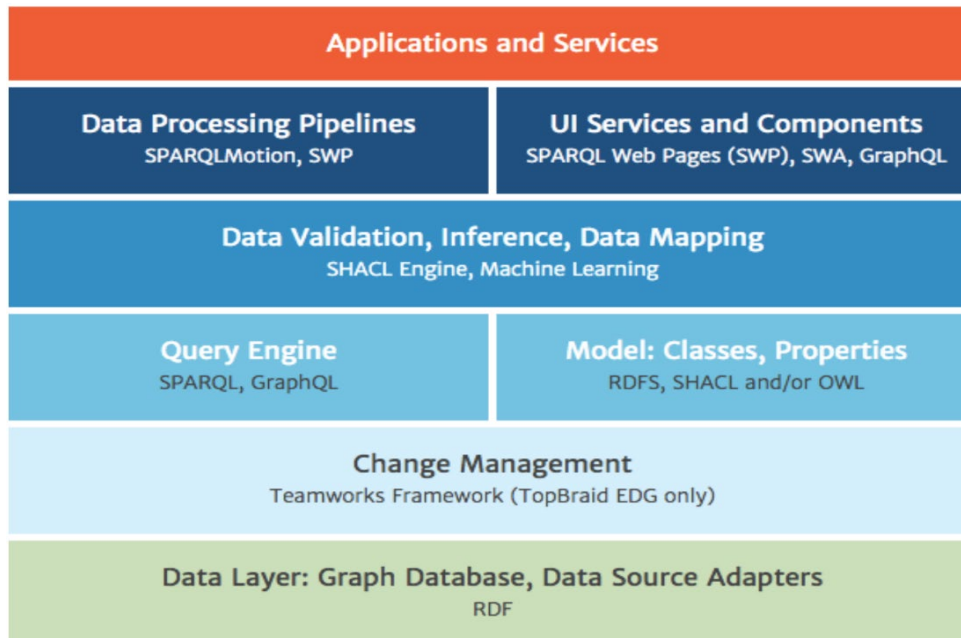 Applications and Services
Data Processing Pipelines
SPARQLMotion, SWP
UI Services and Components
SPARQL Web Pages (SWP), SWA, GraphQL
Data Validation, Inference, Data Mapping
SHACL Engine, Machine Learning
Query Engine
SPARQL, GraphQL
Model: Classes, Properties
RDFS, SHACL and/or OWL
Change Management
Teamworks Framework (TopBraid EDG only)
Data Layer: Graph Database, Data Source Adapters
RDF